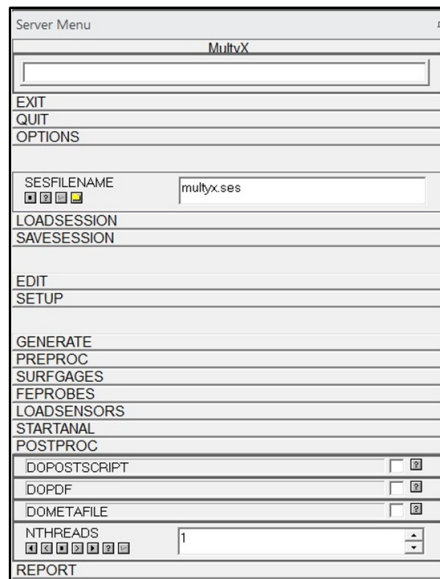 Server Menu
MultyX
EXIT
QUIT
OPTIONS
SESFILENAME
multyx.ses
LOADSESSION
SAVESESSION
EDIT
SETUP
GENERATE
PREPROC
SURFGAGES
FEPROBES
LOADSENSORS
STARTANAL
POSTPROC
DOPOSTSCRIPT
DOPDF
DOMETAFILE
NTHREADS
1
REPORT